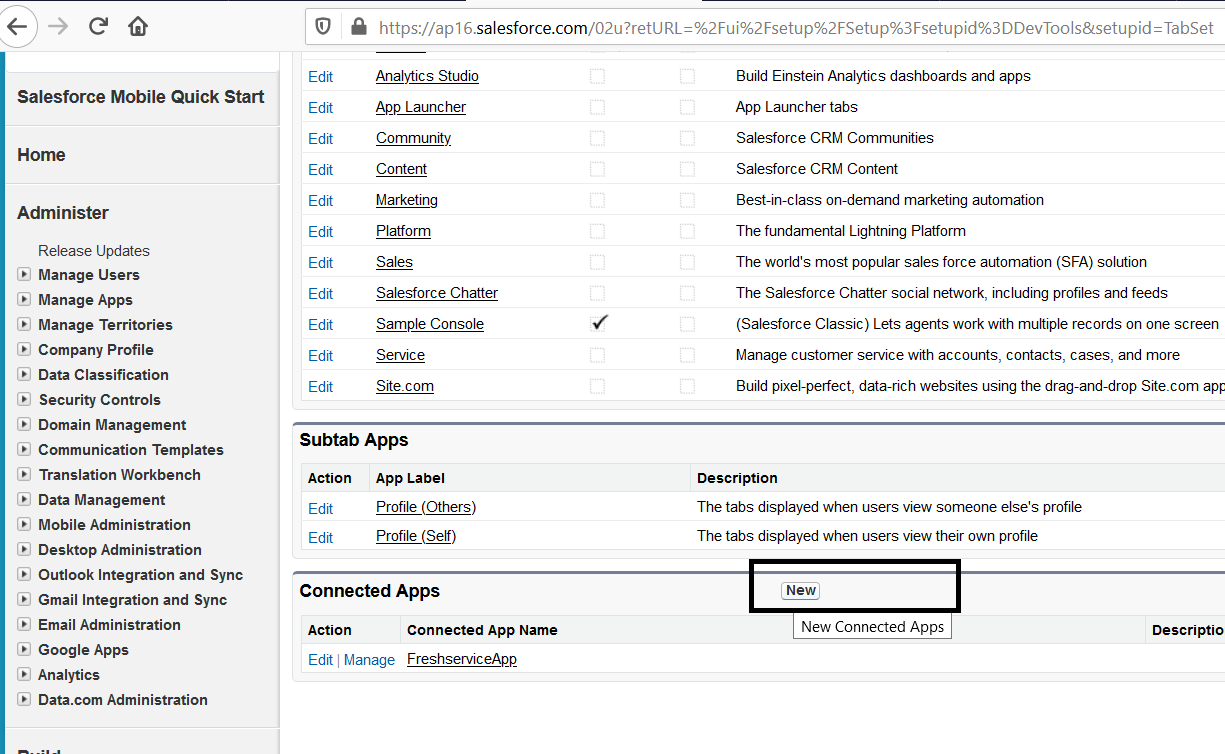 https://ap16.salesforce.com/02u?retURL=%2Fui%2Fsetup%2FSetup%3Fsetupid%3DDevTools&setupid=TabSet
Salesforce Mobile Quick Start
Home
Administer
Release Updates
Manage Users
Manage Apps
Manage Territories
Company Profile
Data Classification
Security Controls
Domain Management
Communication Templates
Translation Workbench
Data Management
Mobile Administration
Desktop Administration
Outlook Integration and Sync
Gmail Integration and Sync
Email Administration
Google Apps
Analytics
Data.com Administration
Build
Edit Analytics Studio Build Einstein Analytics dashboards and apps
Edit App Launcher App Launcher tabs
Edit Community Salesforce CRM Communities
Edit Content Salesforce CRM Content
Edit Marketing Best-in-class on-demand marketing automation
Edit Platform The fundamental Lightning Platform
Edit Sales The world's most popular sales force automation (SFA) solution
Edit Salesforce Chatter The Salesforce Chatter social network, including profiles and feeds
Edit Sample Console (Salesforce Classic) Lets agents work with multiple records on one screen
Edit Service Manage customer service with accounts, contacts, cases, and more
Edit Site.com Build pixel-perfect, data-rich websites using the drag-and-drop Site.com app
Subtab Apps
Action App Label Description
Edit Profile (Others) The tabs displayed when users view someone else's profile
Edit Profile (Self) The tabs displayed when users view their own profile
Connected Apps New
New Connected Apps
Action Connected App Name Descriptio
Edit | Manage FreshserviceApp